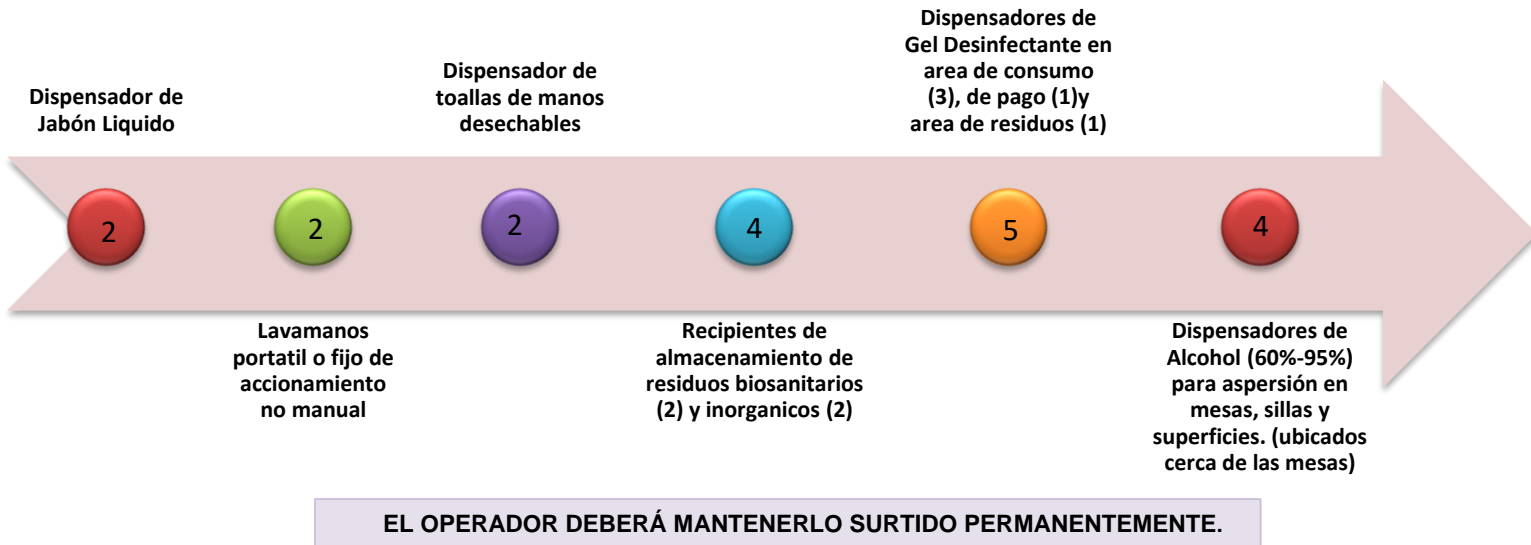 Dispensador de
Jabón Liquido
2
Lavamanos
portatil o fijo de
accionamiento
no manual
2
Dispensador de
toallas de manos
desechables
2
Recipientes de
almacenamiento de
residuos biosanitarios
(2) y inorganicos (2)
4
Dispensadores de
Gel Desinfectante en
area de consumo
(3), de pago (1)y
area de residuos (1)
5
Dispensadores de
Alcohol (60%-95%)
para aspersión en
mesas, sillas y
superficies. (ubicados
cerca de las mesas)
4
EL OPERADOR DEBERÁ MANTENERLO SURTIDO PERMANENTEMENTE.